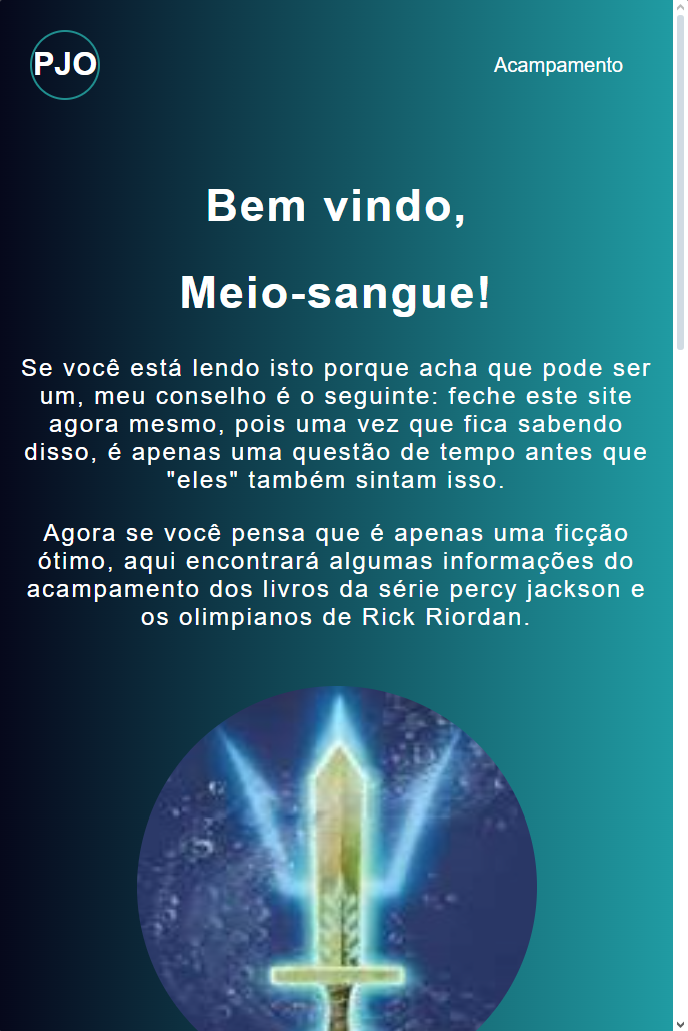 PJO
Acampamento
Bem vindo,
Meio-sangue!
Se você está lendo isto porque acha que pode ser
um, meu conselho é o seguinte: feche este site
agora mesmo, pois uma vez que fica sabendo
disso, é apenas uma questão de tempo antes que
"eles" também sintam isso.
Agora se você pensa que é apenas uma ficção
ótimo, aqui encontrará algumas informações do
acampamento dos livros da série percy jackson e
os olimpianos de Rick Riordan.